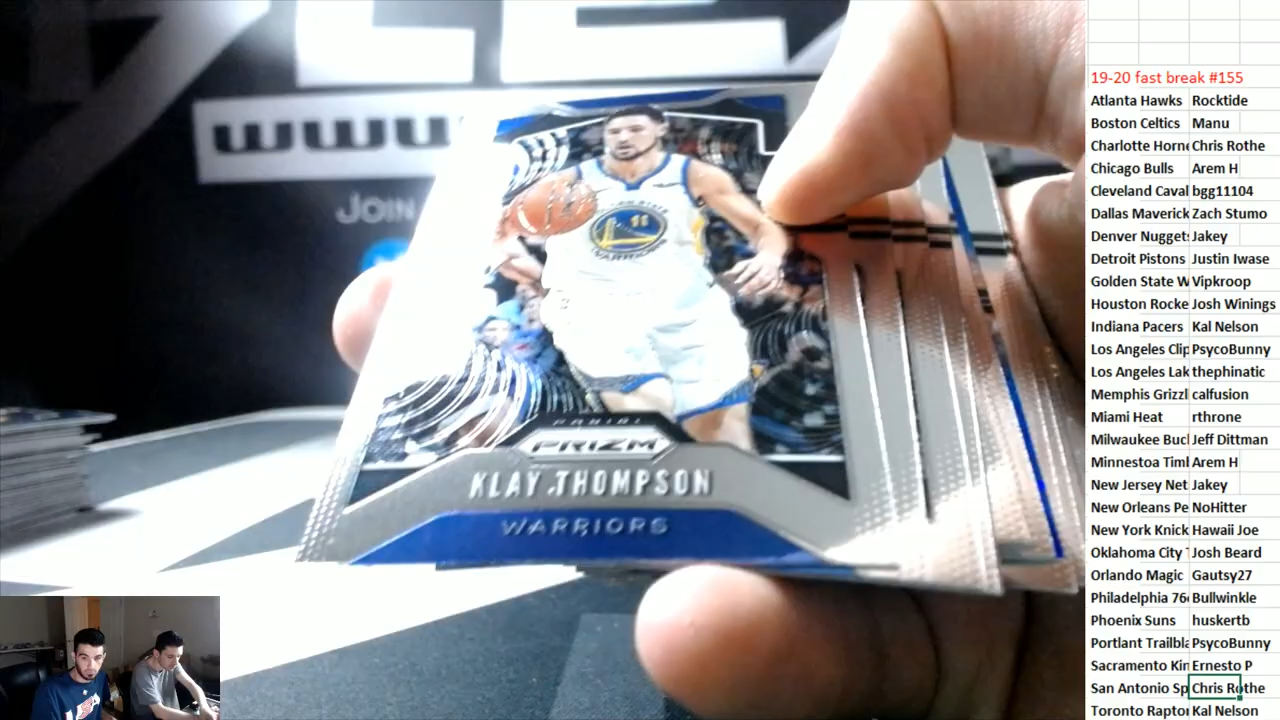 www
JOIN
11
WARRIORS
PANINI
PRIZM
KLAY THOMPSON
WARRIORS
19-20 fast break #155
Atlanta Hawks Rocktide
Boston Celtics Manu
Charlotte Horne Chris Rothe
Chicago Bulls Arem H
Cleveland Caval bgg11104
Dallas Maverick Zach Stumo
Denver Nuggets Jakey
Detroit Pistons Justin Iwase
Golden State W Vipkroop
Houston Rocke Josh Winings
Indiana Pacers Kal Nelson
Los Angeles Clip PsycoBunny
Los Angeles Lak thephinatic
Memphis Grizzl calfusion
Miami Heat rthrone
Milwaukee Buc Jeff Dittman
Minnestoa Tim Arem H
New Jersey Net Jakey
New Orleans Pe NoHitter
New York Knick Hawaii Joe
Oklahoma City Josh Beard
Orlando Magic Gautsy27
Philadelphia 76 Bullwinkle
Phoenix Suns huskertb
Portlant Trailbla PsycoBunny
Sacramento Kin Ernesto P
San Antonio Sp Chris Rothe
Toronto Rapto Kal Nelson